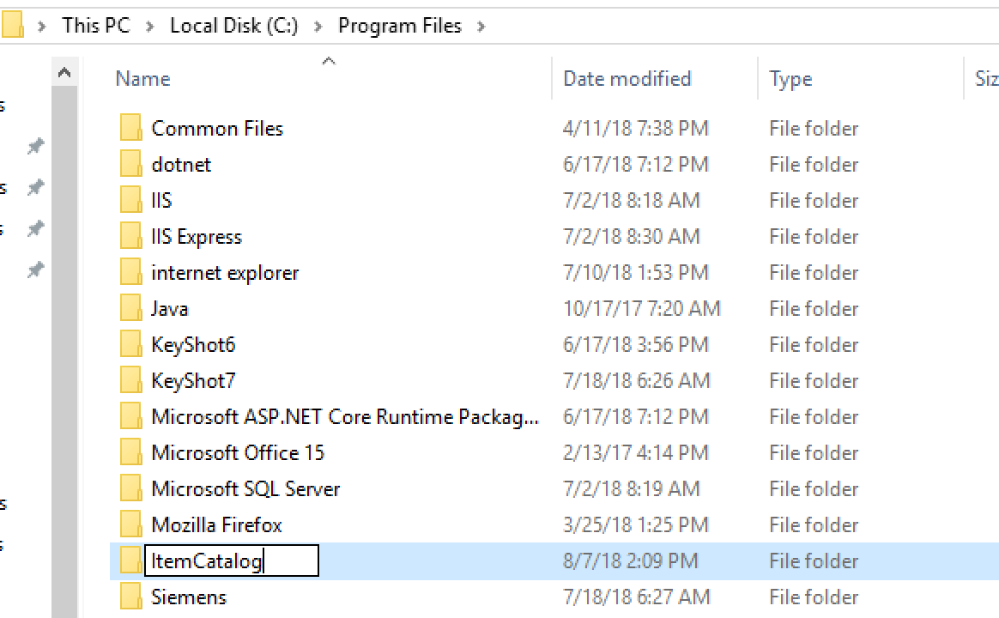 This PC > Local Disk (C:) > Program Files >
Name Date modified Type
Common Files 4/11/18 7:38 PM File folder
dotnet 6/17/18 7:12 PM File folder
IIS 7/2/18 8:18 AM File folder
IIS Express 7/2/18 8:30 AM File folder
internet explorer 7/10/18 1:53 PM File folder
Java 10/17/17 7:20 AM File folder
KeyShot6 6/17/18 3:56 PM File folder
KeyShot7 7/18/18 6:26 AM File folder
Microsoft ASP.NET Core Runtime Packag... 6/17/18 7:12 PM File folder
Microsoft Office 15 2/13/17 4:14 PM File folder
Microsoft SQL Server 7/2/18 8:19 AM File folder
Mozilla Firefox 3/25/18 1:25 PM File folder
ItemCatalog 8/7/18 2:09 PM File folder
Siemens 7/18/18 6:27 AM File folder